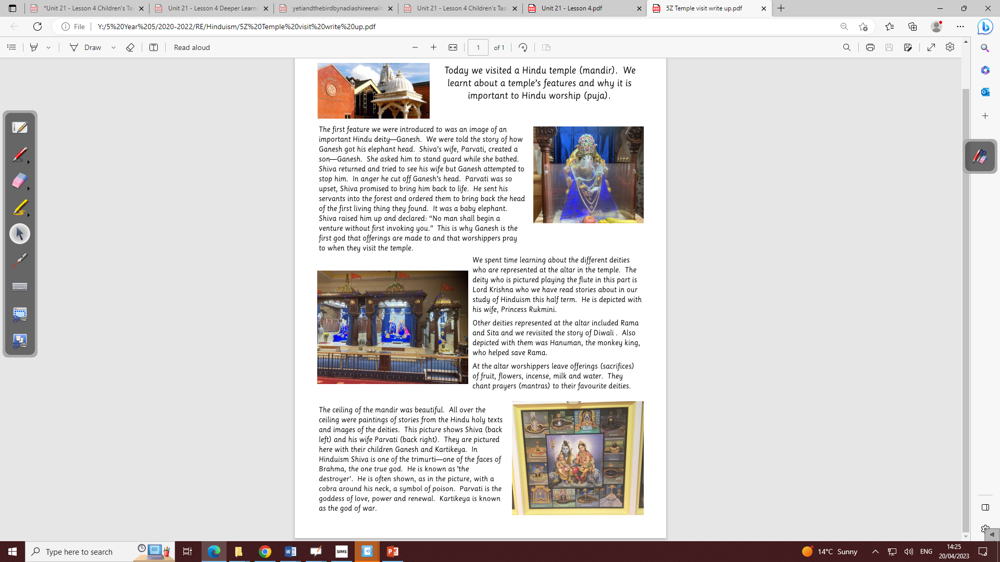 *Unit 21 - Lesson 4 Children's Tas
Unit 21 - Lesson 4 Deeper Learni
yetiandthebirdbynadiashireenalit
Unit 21 - Lesson 4 Children's Tas
Unit 21 - Lesson 4.pdf
5Z Temple visit write up.pdf
File
Y:/5%20Year%205/2020-2022/RE/Hinduism/5Z%20Temple%20visit%20write%20up.pdf
Draw
Read aloud
1
of 1
Today we visited a Hindu temple (mandir).  We
learnt about a temple's features and why it is
important to Hindu worship (puja).
The first feature we were introduced to was an image of an
important Hindu deity—Ganesh.  We were told the story of how
Ganesh got his elephant head.  Shiva's wife, Parvati, created a
son—Ganesh.  She asked him to stand guard while she bathed.
Shiva returned and tried to see his wife but Ganesh attempted to
stop him.  In anger he cut off Ganesh's head.  Parvati was so
upset, Shiva promised to bring him back to life.  He sent his
servants into the forest and ordered them to bring back the head
of the first living thing they found.  It was a baby elephant.
Shiva raised him up and declared: “No man shall begin a
venture without first invoking you.”  This is why Ganesh is the
first god that offerings are made to and that worshippers pray
to when they visit the temple.
We spent time learning about the different deities
who are represented at the altar in the temple.  The
deity who is pictured playing the flute in this part is
Lord Krishna who we have read stories about in our
study of Hinduism this half term.  He is depicted with
his wife, Princess Rukmini.
Other deities represented at the altar included Rama
and Sita and we revisited the story of Diwali .  Also
depicted with them was Hanuman, the monkey king,
who helped save Rama.
At the altar worshippers leave offerings (sacrifices)
of fruit, flowers, incense, milk and water.  They
chant prayers (mantras) to their favourite deities.
The ceiling of the mandir was beautiful.  All over the
ceiling were paintings of stories from the Hindu holy texts
and images of the deities.  This picture shows Shiva (back
left) and his wife Parvati (back right).  They are pictured
here with their children Ganesh and Kartikeya.  In
Hinduism Shiva is one of the trimurti—one of the faces of
Brahma, the one true god.  He is known as ’the
destroyer’.  He is often shown, as in the picture, with a
cobra around his neck, a symbol of poison.  Parvati is the
goddess of love, power and renewal.  Kartikeya is known
as the god of war.
Type here to search
SIMS
14°C  Sunny
ENG
14:25
20/04/2023